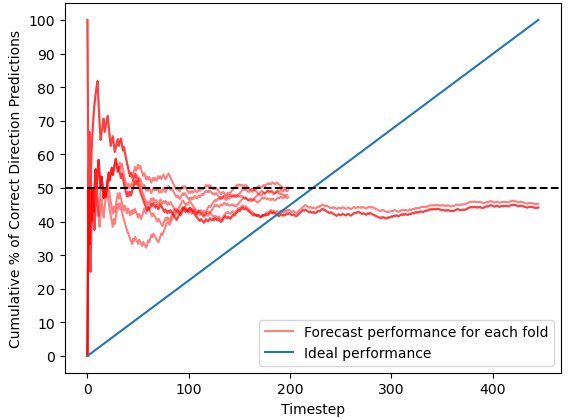 100
90
80
70
60
50
40
30
20
10
0
Cumulative % of Correct Direction Predictions
Forecast performance for each fold
Ideal performance
0 100 200 300 400
Timestep